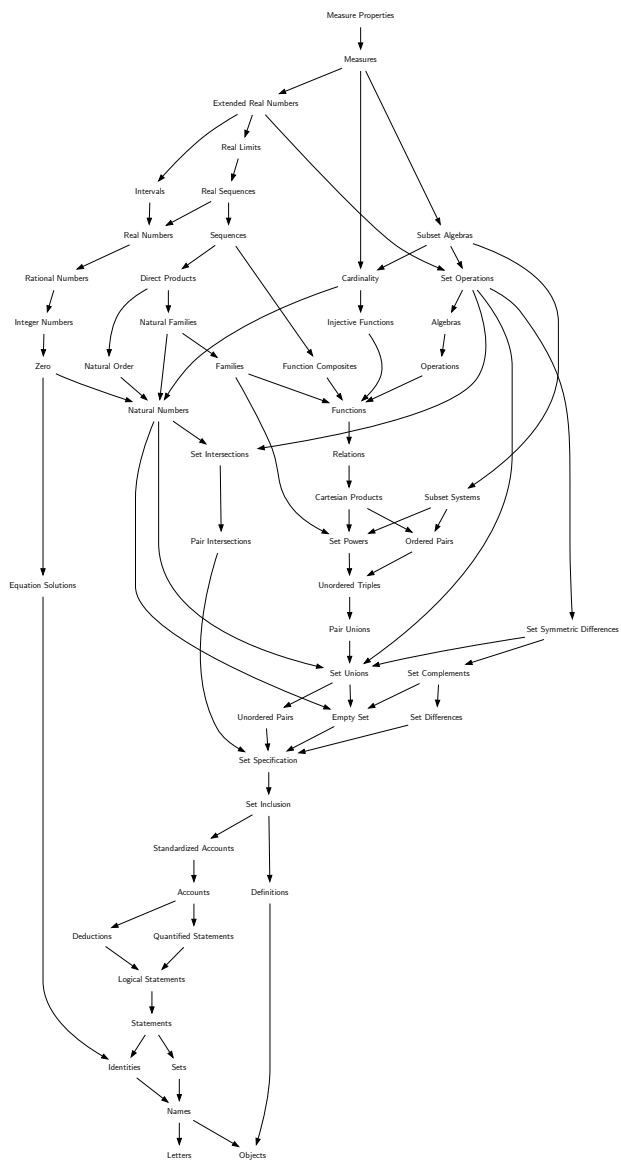 Measure Properties
Measures
Extended Real Numbers
Real Limits
Intervals
Real Sequences
Real Numbers
Sequences
Subset Algebras
Rational Numbers
Direct Products
Cardinality
Set Operations
Integer Numbers
Natural Families
Injective Functions
Algebras
Zero
Natural Order
Families
Function Composites
Operations
Natural Numbers
Functions
Set Intersections
Relations
Cartesian Products
Subset Systems
Pair Intersections
Set Powers
Ordered Pairs
Equation Solutions
Unordered Triples
Pair Unions
Set Symmetric Differences
Set Unions
Set Complements
Unordered Pairs
Empty Set
Set Differences
Set Specification
Set Inclusion
Standardized Accounts
Accounts
Definitions
Deductions
Quantified Statements
Logical Statements
Statements
Identities
Sets
Names
Letters
Objects